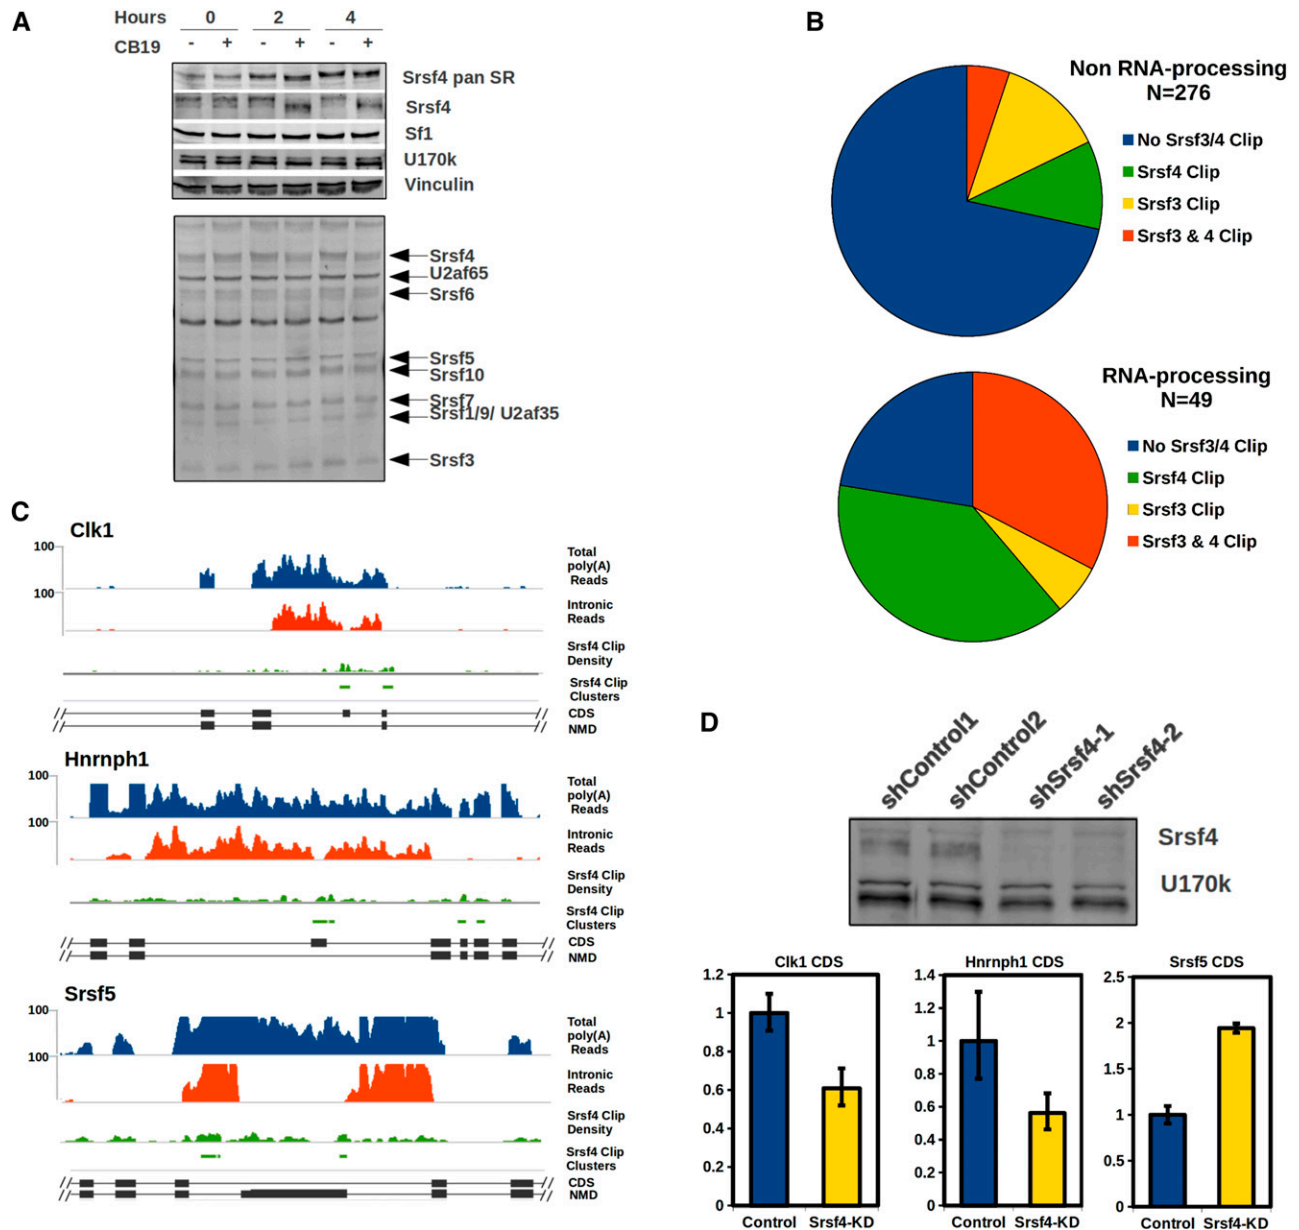 A
Hours 0 2 4
CB19 - + - + - +
Srsf4 pan SR
Srsf4
Sf1
U170k
Vinculin
Srsf4
U2af65
Srsf6
Srsf5
Srsf10
Srsf7
Srsf1/9/ U2af35
Srsf3
B
Non RNA-processing
N=276
No Srsf3/4 Clip
Srsf4 Clip
Srsf3 Clip
Srsf3 & 4 Clip
RNA-processing
N=49
No Srsf3/4 Clip
Srsf4 Clip
Srsf3 Clip
Srsf3 & 4 Clip
C
Clk1
100
Total
poly(A)
Reads
100
Intronic
Reads
Srsf4 Clip
Density
Srsf4 Clip
Clusters
CDS
NMD
Hnrnph1
100
Total
poly(A)
Reads
100
Intronic
Reads
Srsf4 Clip
Density
Srsf4 Clip
Clusters
CDS
NMD
Srsf5
100
Total
poly(A)
Reads
100
Intronic
Reads
Srsf4 Clip
Density
Srsf4 Clip
Clusters
CDS
NMD
D
shControl1 shControl2 shSrsf4-1 shSrsf4-2
Srsf4
U170k
Clk1 CDS
1.2
1
0.8
0.6
0.4
0.2
0
Control Srsf4-KD
Hnrnph1 CDS
1.4
1.2
1
0.8
0.6
0.4
0.2
0
Control Srsf4-KD
Srsf5 CDS
2.5
2
1.5
1
0.5
0
Control Srsf4-KD